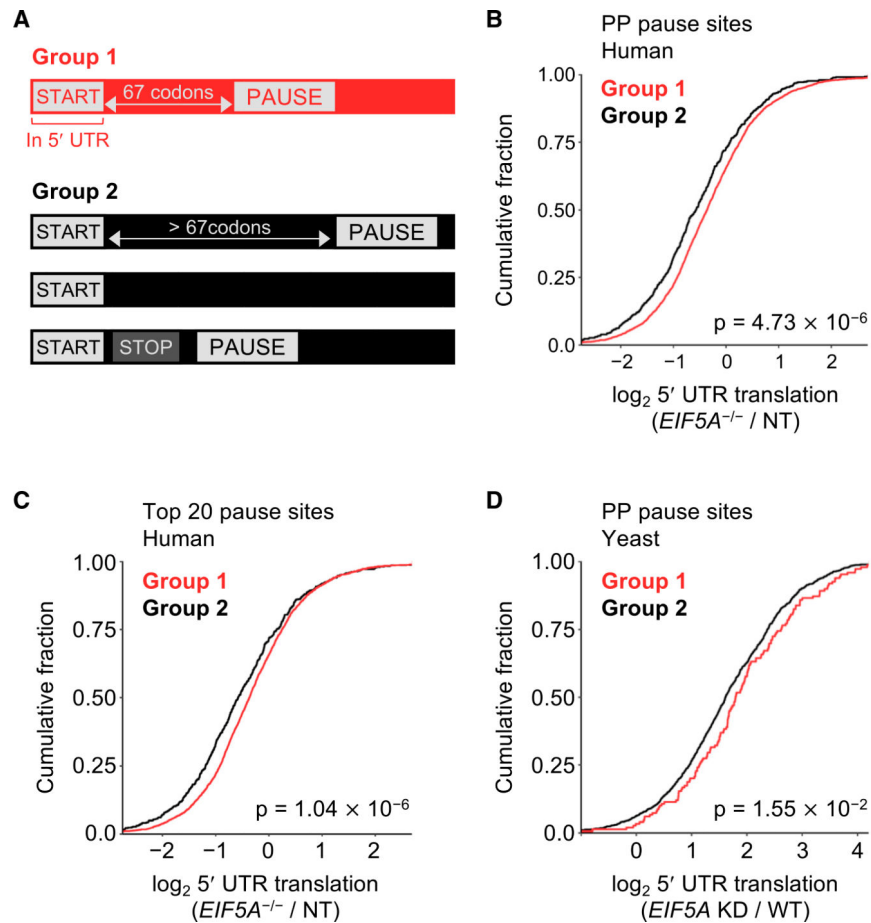 A
Group 1
START
67 codons
PAUSE
In 5′ UTR
Group 2
START
> 67codons
PAUSE
START
START
STOP
PAUSE
B
PP pause sites
Human
Group 1
Group 2
1.00
0.75
0.50
0.25
0.0
Cumulative fraction
p = 4.73 × 10⁻⁶
−2
−1
0
1
2
log₂ 5′ UTR translation
(EIF5A⁻/⁻ / NT)
C
Top 20 pause sites
Human
Group 1
Group 2
1.00
0.75
0.50
0.25
0.0
Cumulative fraction
p = 1.04 × 10⁻⁶
−2
−1
0
1
2
log₂ 5′ UTR translation
(EIF5A⁻/⁻ / NT)
D
PP pause sites
Yeast
Group 1
Group 2
1.00
0.75
0.50
0.25
0.0
Cumulative fraction
p = 1.55 × 10⁻²
0
1
2
3
4
log₂ 5′ UTR translation
(EIF5A KD / WT)